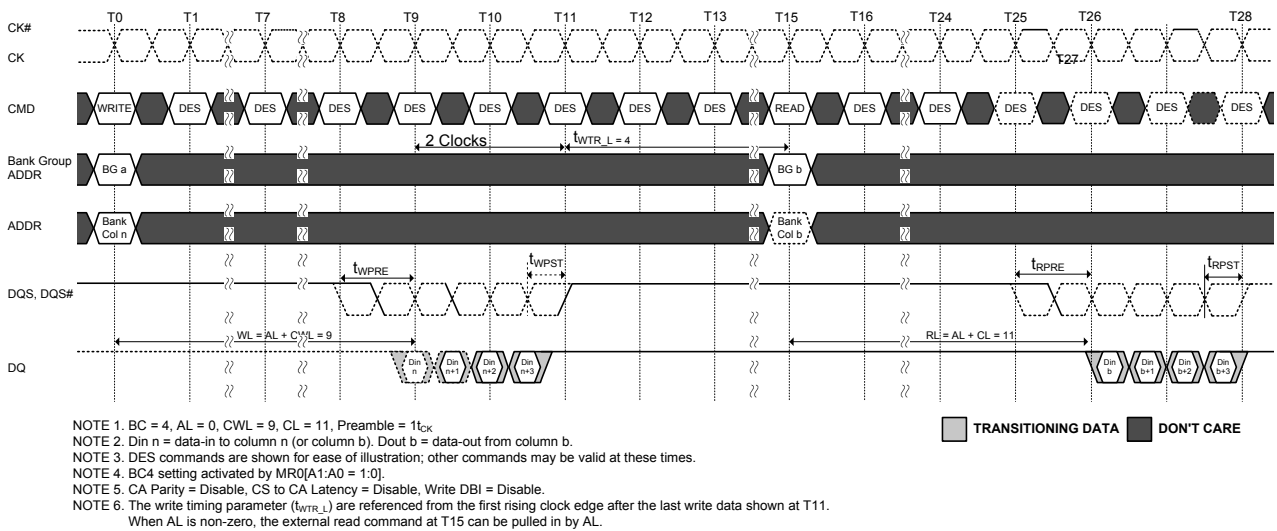 T0 T1 T7 T8 T9 T10 T11 T12 T13 T15 T16 T24 T25 T26 T28
CK#
CK
T27
CMD WRITE DES DES DES DES DES DES DES DES READ DES DES DES DES DES DES
2 Clocks tWTR_L = 4
Bank Group
ADDR
BG a BG b
ADDR
Bank
Col n
Bank
Col b
tWPRE tWPST tRPRE tRPST
DQS, DQS#
WL = AL + CWL = 9 RL = AL + CL = 11
DQ
Din
n
Din
n+1
Din
n+2
Din
n+3
Din
b
Din
b+1
Din
b+2
Din
b+3
NOTE 1. BC = 4, AL = 0, CWL = 9, CL = 11, Preamble = 1tCK
NOTE 2. Din n = data-in to column n (or column b). Dout b = data-out from column b.
NOTE 3. DES commands are shown for ease of illustration; other commands may be valid at these times.
NOTE 4. BC4 setting activated by MR0[A1:A0 = 1:0].
NOTE 5. CA Parity = Disable, CS to CA Latency = Disable, Write DBI = Disable.
NOTE 6. The write timing parameter (tWTR_L) are referenced from the first rising clock edge after the last write data shown at T11.
When AL is non-zero, the external read command at T15 can be pulled in by AL.
TRANSITIONING DATA DON'T CARE